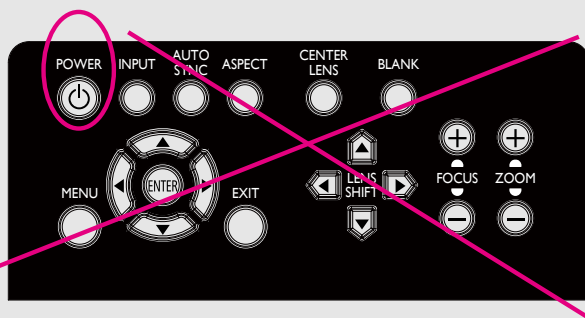 POWER
INPUT
AUTO
SYNC
ASPECT
CENTER
LENS
BLANK
MENU
ENTER
EXIT
LENS
SHIFT
FOCUS
ZOOM